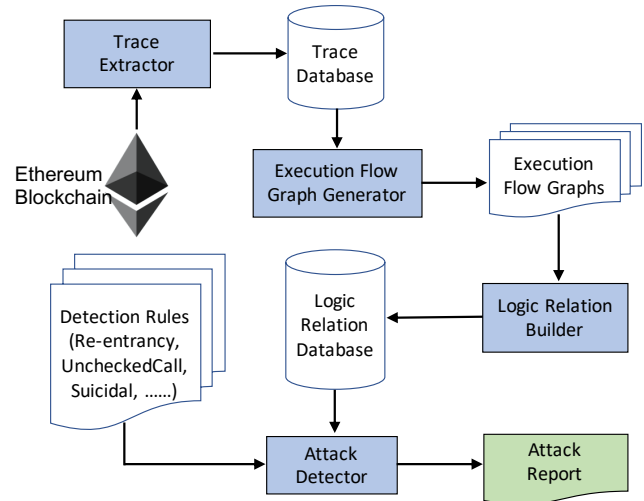 Trace
Extractor
Trace
Database
Ethereum
Blockchain
Execution Flow
Graph Generator
Execution
Flow Graphs
Detection Rules
(Re-entrancy,
UncheckedCall,
Suicidal, ……)
Logic
Relation
Database
Logic Relation
Builder
Attack
Detector
Attack
Report